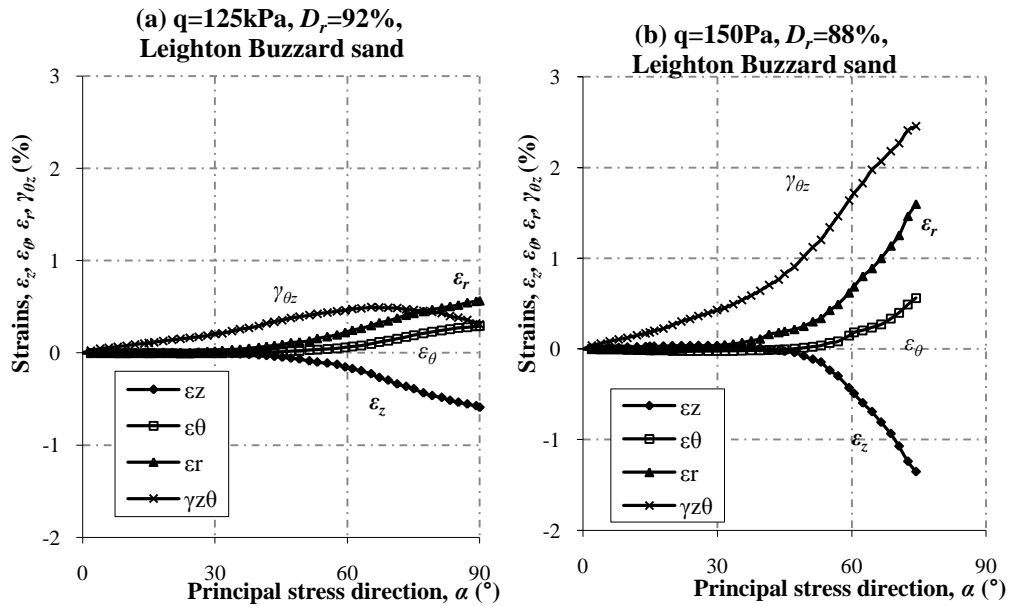 (a) q=125kPa, Dr=92%,
Leighton Buzzard sand
Strains, εz, εθ, εr, γθz (%)
3
2
1
0
-1
-2
γθz
εr
εθ
εz
εz
εθ
εr
γzθ
0
30
60
90
Principal stress direction, α (°)
(b) q=150Pa, Dr=88%,
Leighton Buzzard sand
Strains, εz, εθ, εr, γθz (%)
3
2
1
0
-1
-2
γθz
εr
εθ
εz
εz
εθ
εr
γzθ
0
30
60
90
Principal stress direction, α (°)